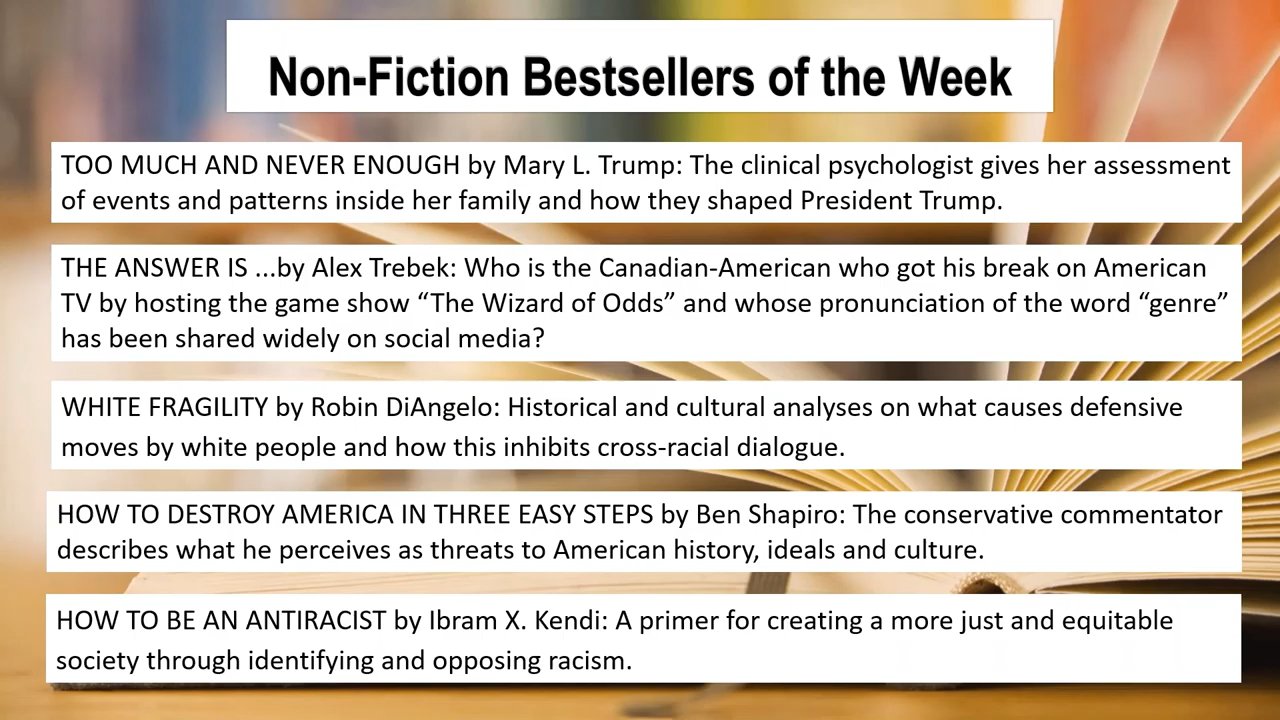 Non-Fiction Bestsellers of the Week
TOO MUCH AND NEVER ENOUGH by Mary L. Trump: The clinical psychologist gives her assessment
of events and patterns inside her family and how they shaped President Trump.
THE ANSWER IS ...by Alex Trebek: Who is the Canadian-American who got his break on American
TV by hosting the game show “The Wizard of Odds” and whose pronunciation of the word “genre”
has been shared widely on social media?
WHITE FRAGILITY by Robin DiAngelo: Historical and cultural analyses on what causes defensive
moves by white people and how this inhibits cross-racial dialogue.
HOW TO DESTROY AMERICA IN THREE EASY STEPS by Ben Shapiro: The conservative commentator
describes what he perceives as threats to American history, ideals and culture.
HOW TO BE AN ANTIRACIST by Ibram X. Kendi: A primer for creating a more just and equitable
society through identifying and opposing racism.